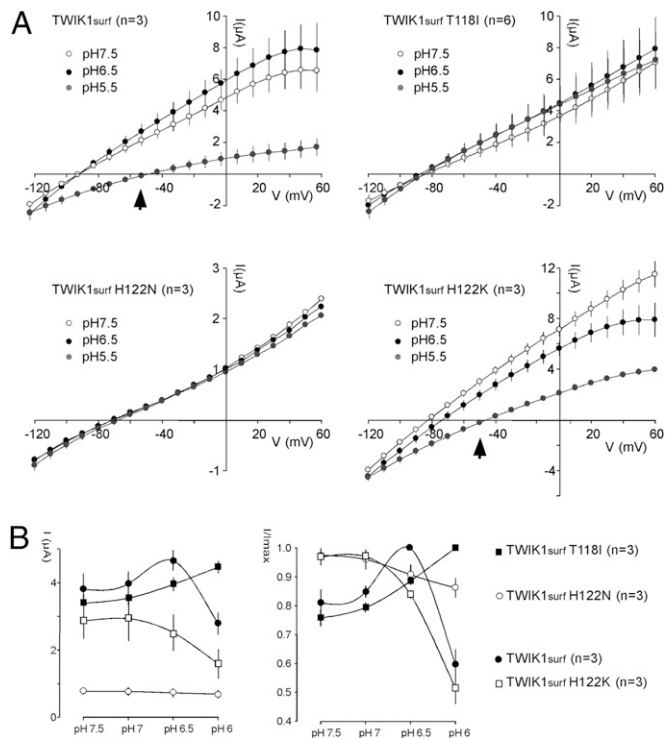 A
TWIK1surf (n=3)
pH7.5
pH6.5
pH5.5
I(µA)
8
6
4
2
-2
-120
-80
-40
20
60
V (mV)
TWIK1surf T118I (n=6)
pH7.5
pH6.5
pH5.5
I(µA)
8
6
4
2
-2
-120
-80
-40
20
60
V (mV)
TWIK1surf H122N (n=3)
pH7.5
pH6.5
pH5.5
I(µA)
3
2
1
-1
-120
-80
-40
20
60
V (mV)
TWIK1surf H122K (n=3)
pH7.5
pH6.5
pH5.5
I(µA)
12
8
4
-4
-120
-80
-40
20
60
V (mV)
B
I (µA)
4
2
0
pH 7.5
pH 7
pH 6.5
pH 6
I/Imax
1.0
0.9
0.8
0.7
0.6
0.5
0.4
pH 7.5
pH 7
pH 6.5
pH 6
TWIK1surf T118I (n=3)
TWIK1surf H122N (n=3)
TWIK1surf (n=3)
TWIK1surf H122K (n=3)